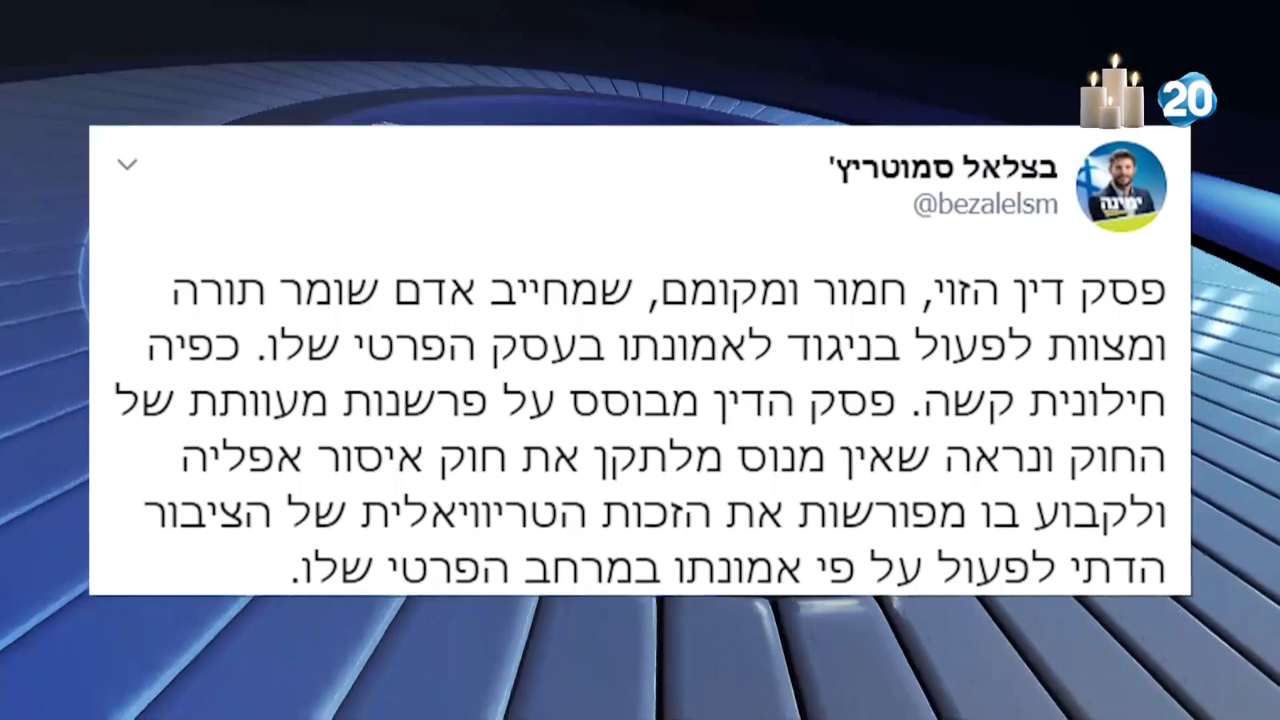 20
בצלאל סמוטריץ'
@bezalelsm
ימינה
פסק דין הזוי, חמור ומקומם, שמחייב אדם שומר תורה
ומצוות לפעול בניגוד לאמונתו בעסק הפרטי שלו. כפיה
חילונית קשה. פסק הדין מבוסס על פרשנות מעוותת של
החוק ונראה שאין מנוס מלתקן את חוק איסור אפליה
ולקבוע בו מפורשות את הזכות הטריוויאלית של הציבור
הדתי לפעול על פי אמונתו במרחב הפרטי שלו.